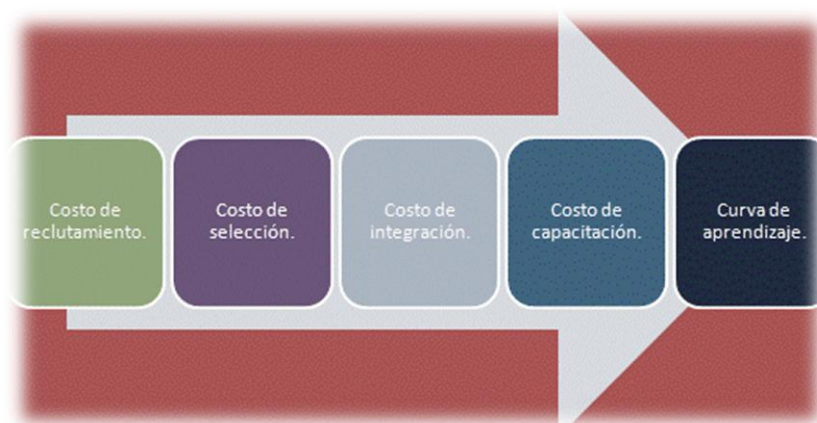 Costo de
reclutamiento.
Costo de
selección.
Costo de
integración.
Costo de
capacitación.
Curva de
aprendizaje.